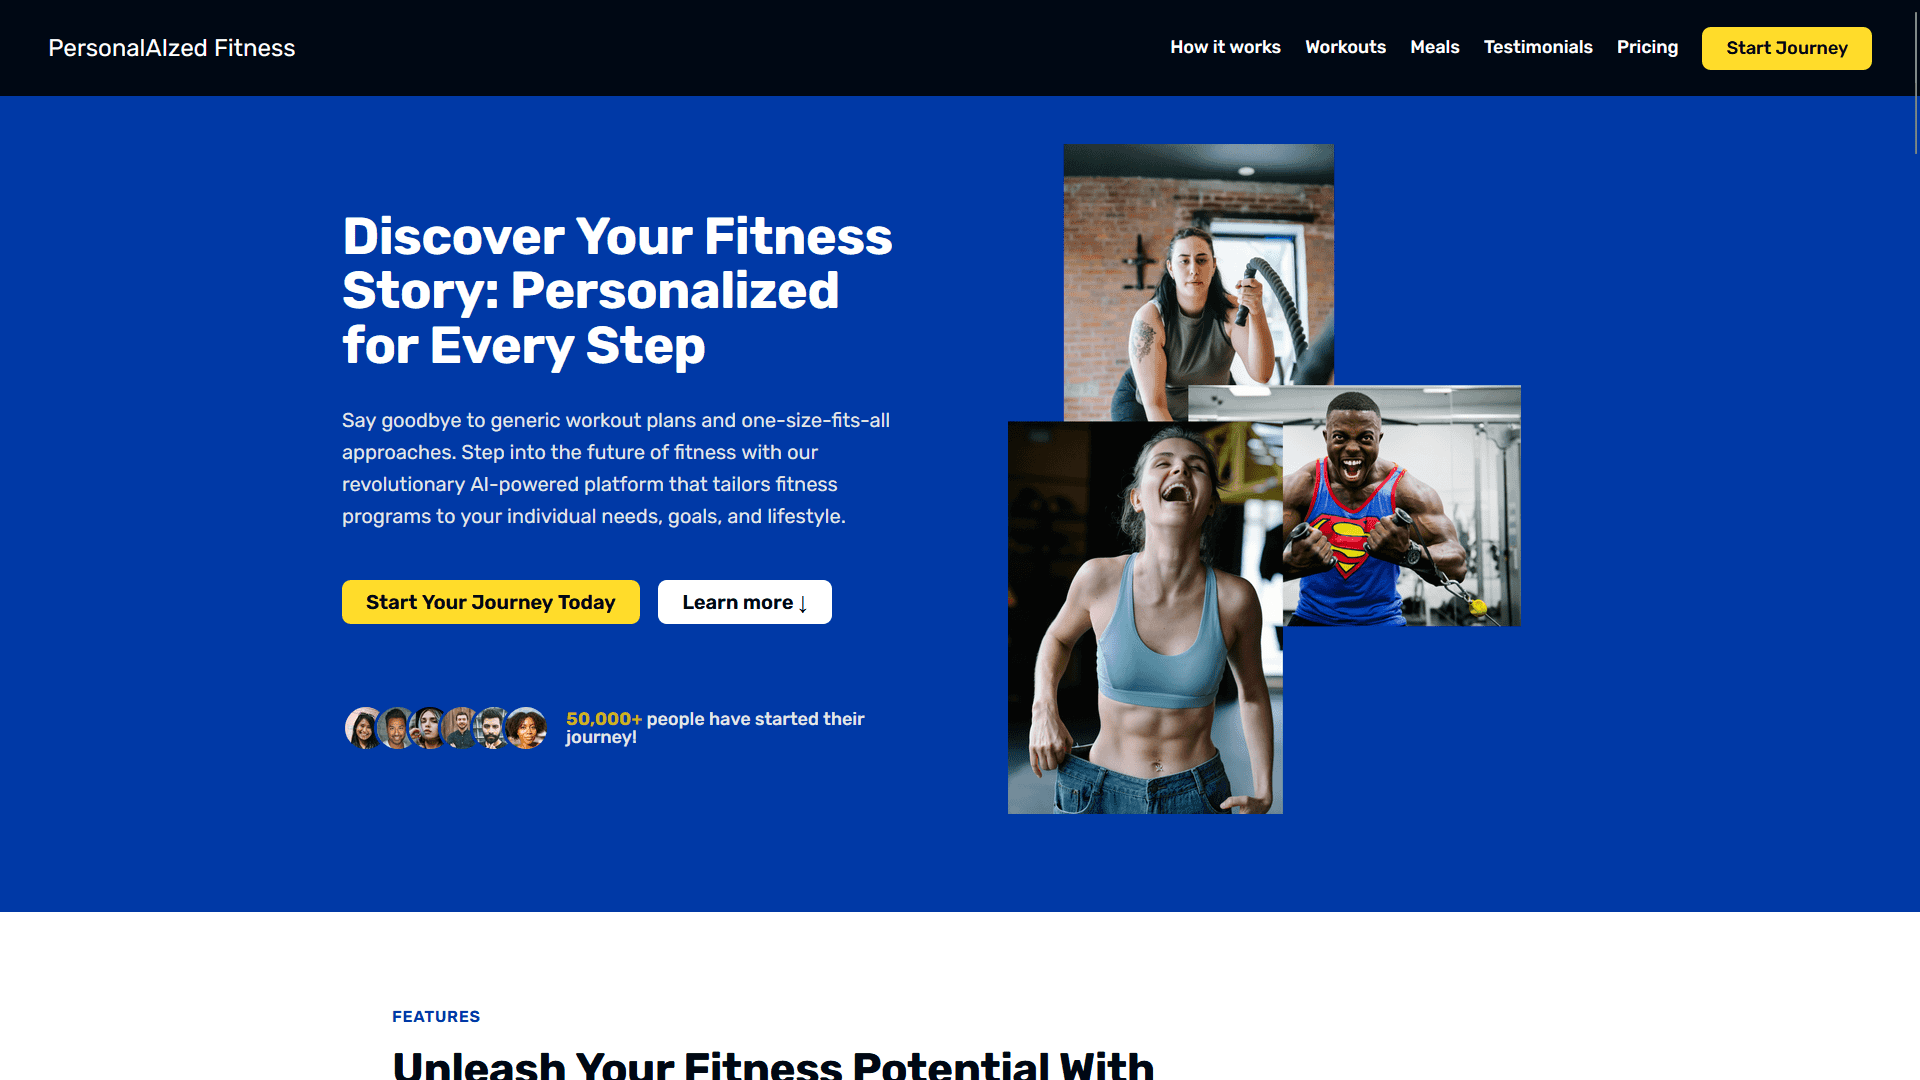 PersonalAIzed Fitness
How it works
Workouts
Meals
Testimonials
Pricing
Start Journey
Discover Your Fitness
Story: Personalized
for Every Step
Say goodbye to generic workout plans and one-size-fits-all
approaches. Step into the future of fitness with our
revolutionary AI-powered platform that tailors fitness
programs to your individual needs, goals, and lifestyle.
Start Your Journey Today
Learn more ↓
50,000+ people have started their
journey!
FEATURES
Unleash Your Fitness Potential With